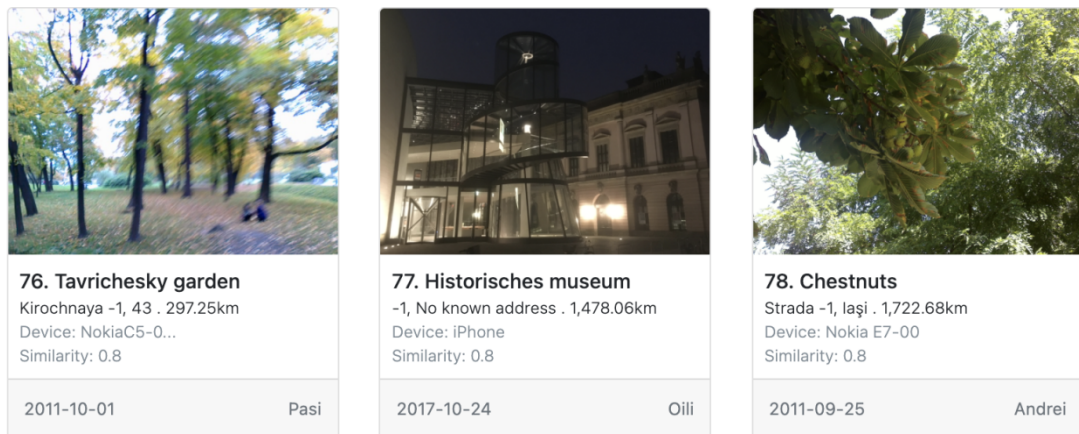 76. Tavrichesky garden
Kirochnaya -1, 43 . 297.25km
Device: NokiaC5-0...
Similarity: 0.8
2011-10-01 Pasi
77. Historisches museum
-1, No known address . 1,478.06km
Device: iPhone
Similarity: 0.8
2017-10-24 Oili
78. Chestnuts
Strada -1, Iaşi . 1,722.68km
Device: Nokia E7-00
Similarity: 0.8
2011-09-25 Andrei